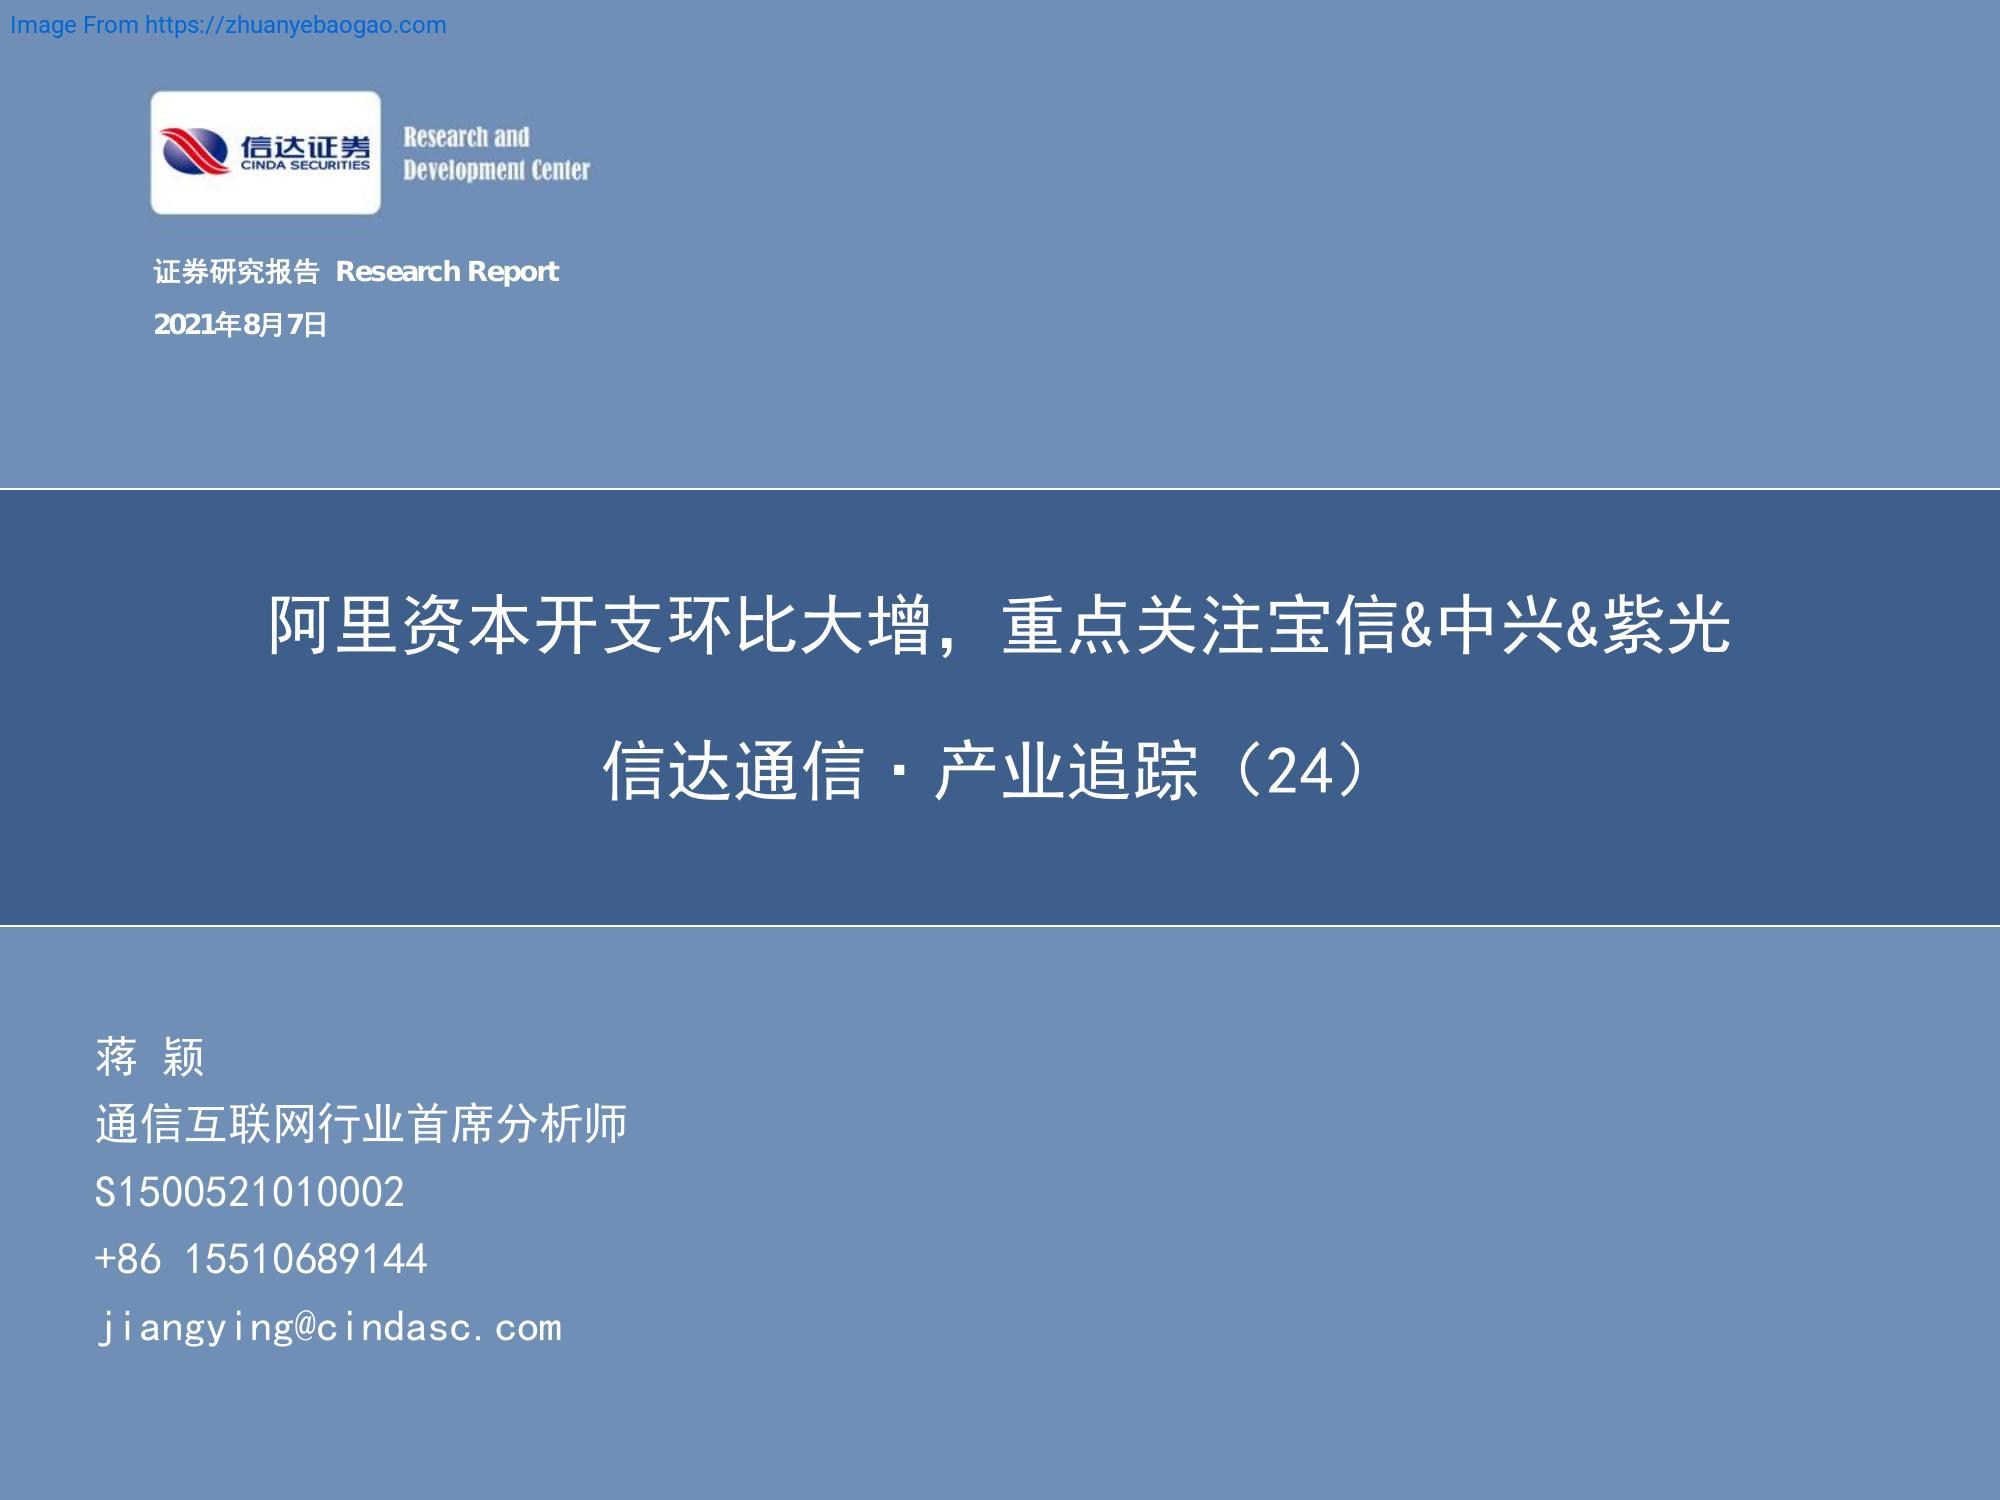 Image From https://zhuanyebaogao.com
信达证券
CINDA SECURITIES
Research and
Development Center
证券研究报告 Research Report
2021年8月7日
阿里资本开支环比大增，重点关注宝信&中兴&紫光
信达通信·产业追踪（24）
蒋 颖
通信互联网行业首席分析师
S1500521010002
+86 15510689144
jiangying@cindasc.com